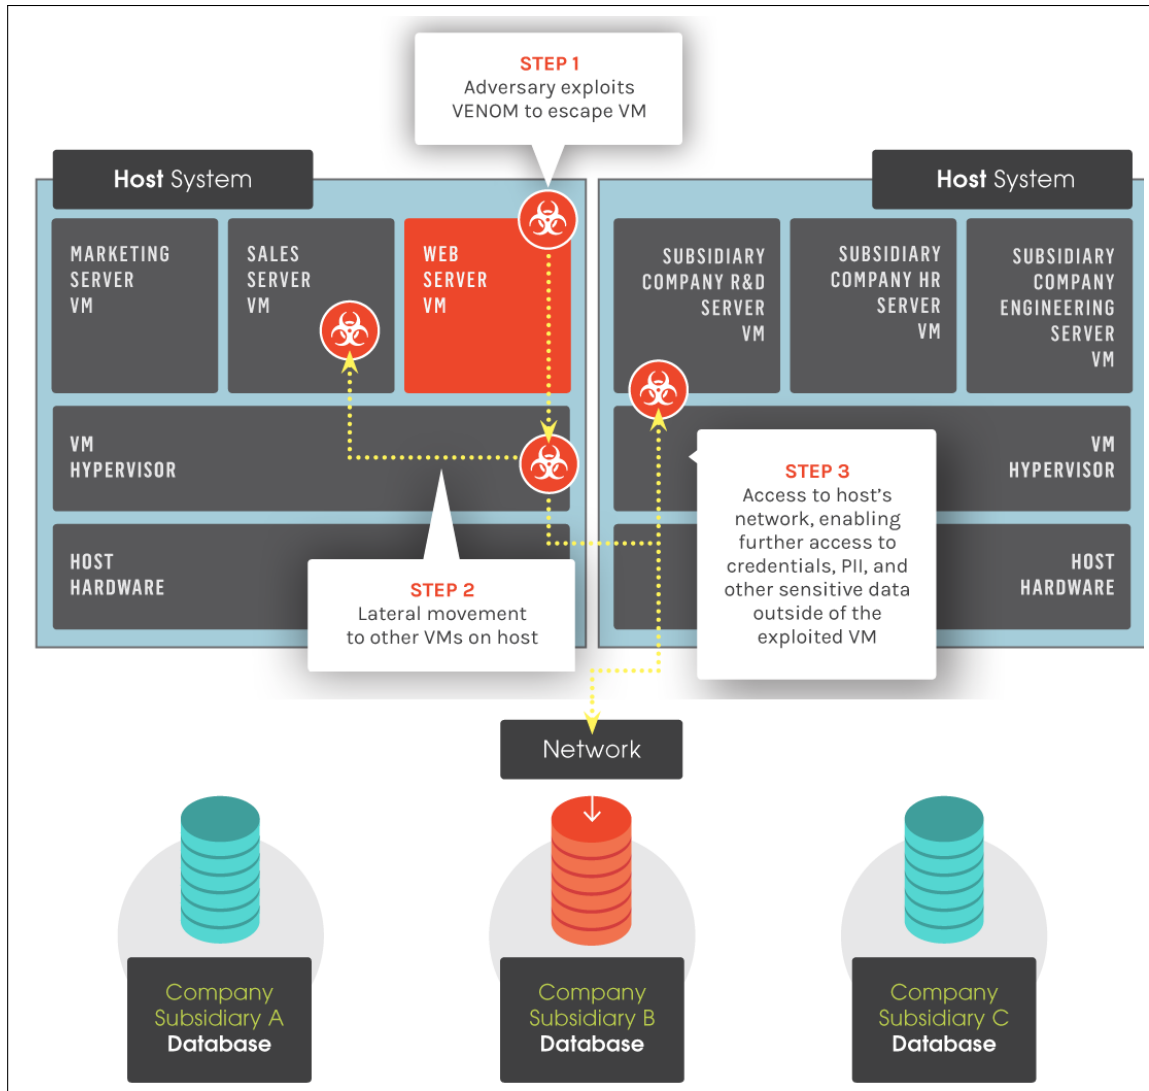 STEP 1
Adversary exploits
VENOM to escape VM
Host System
Host System
MARKETING
SERVER
VM
SALES
SERVER
VM
WEB
SERVER
VM
SUBSIDIARY
COMPANY R&D
SERVER
VM
SUBSIDIARY
COMPANY HR
SERVER
VM
SUBSIDIARY
COMPANY
ENGINEERING
SERVER
VM
VM
HYPERVISOR
VM
HYPERVISOR
HOST
HARDWARE
HOST
HARDWARE
STEP 2
Lateral movement
to other VMs on host
STEP 3
Access to host's
network, enabling
further access to
credentials, PII, and
other sensitive data
outside of the
exploited VM
Network
Company
Subsidiary A
Database
Company
Subsidiary B
Database
Company
Subsidiary C
Database